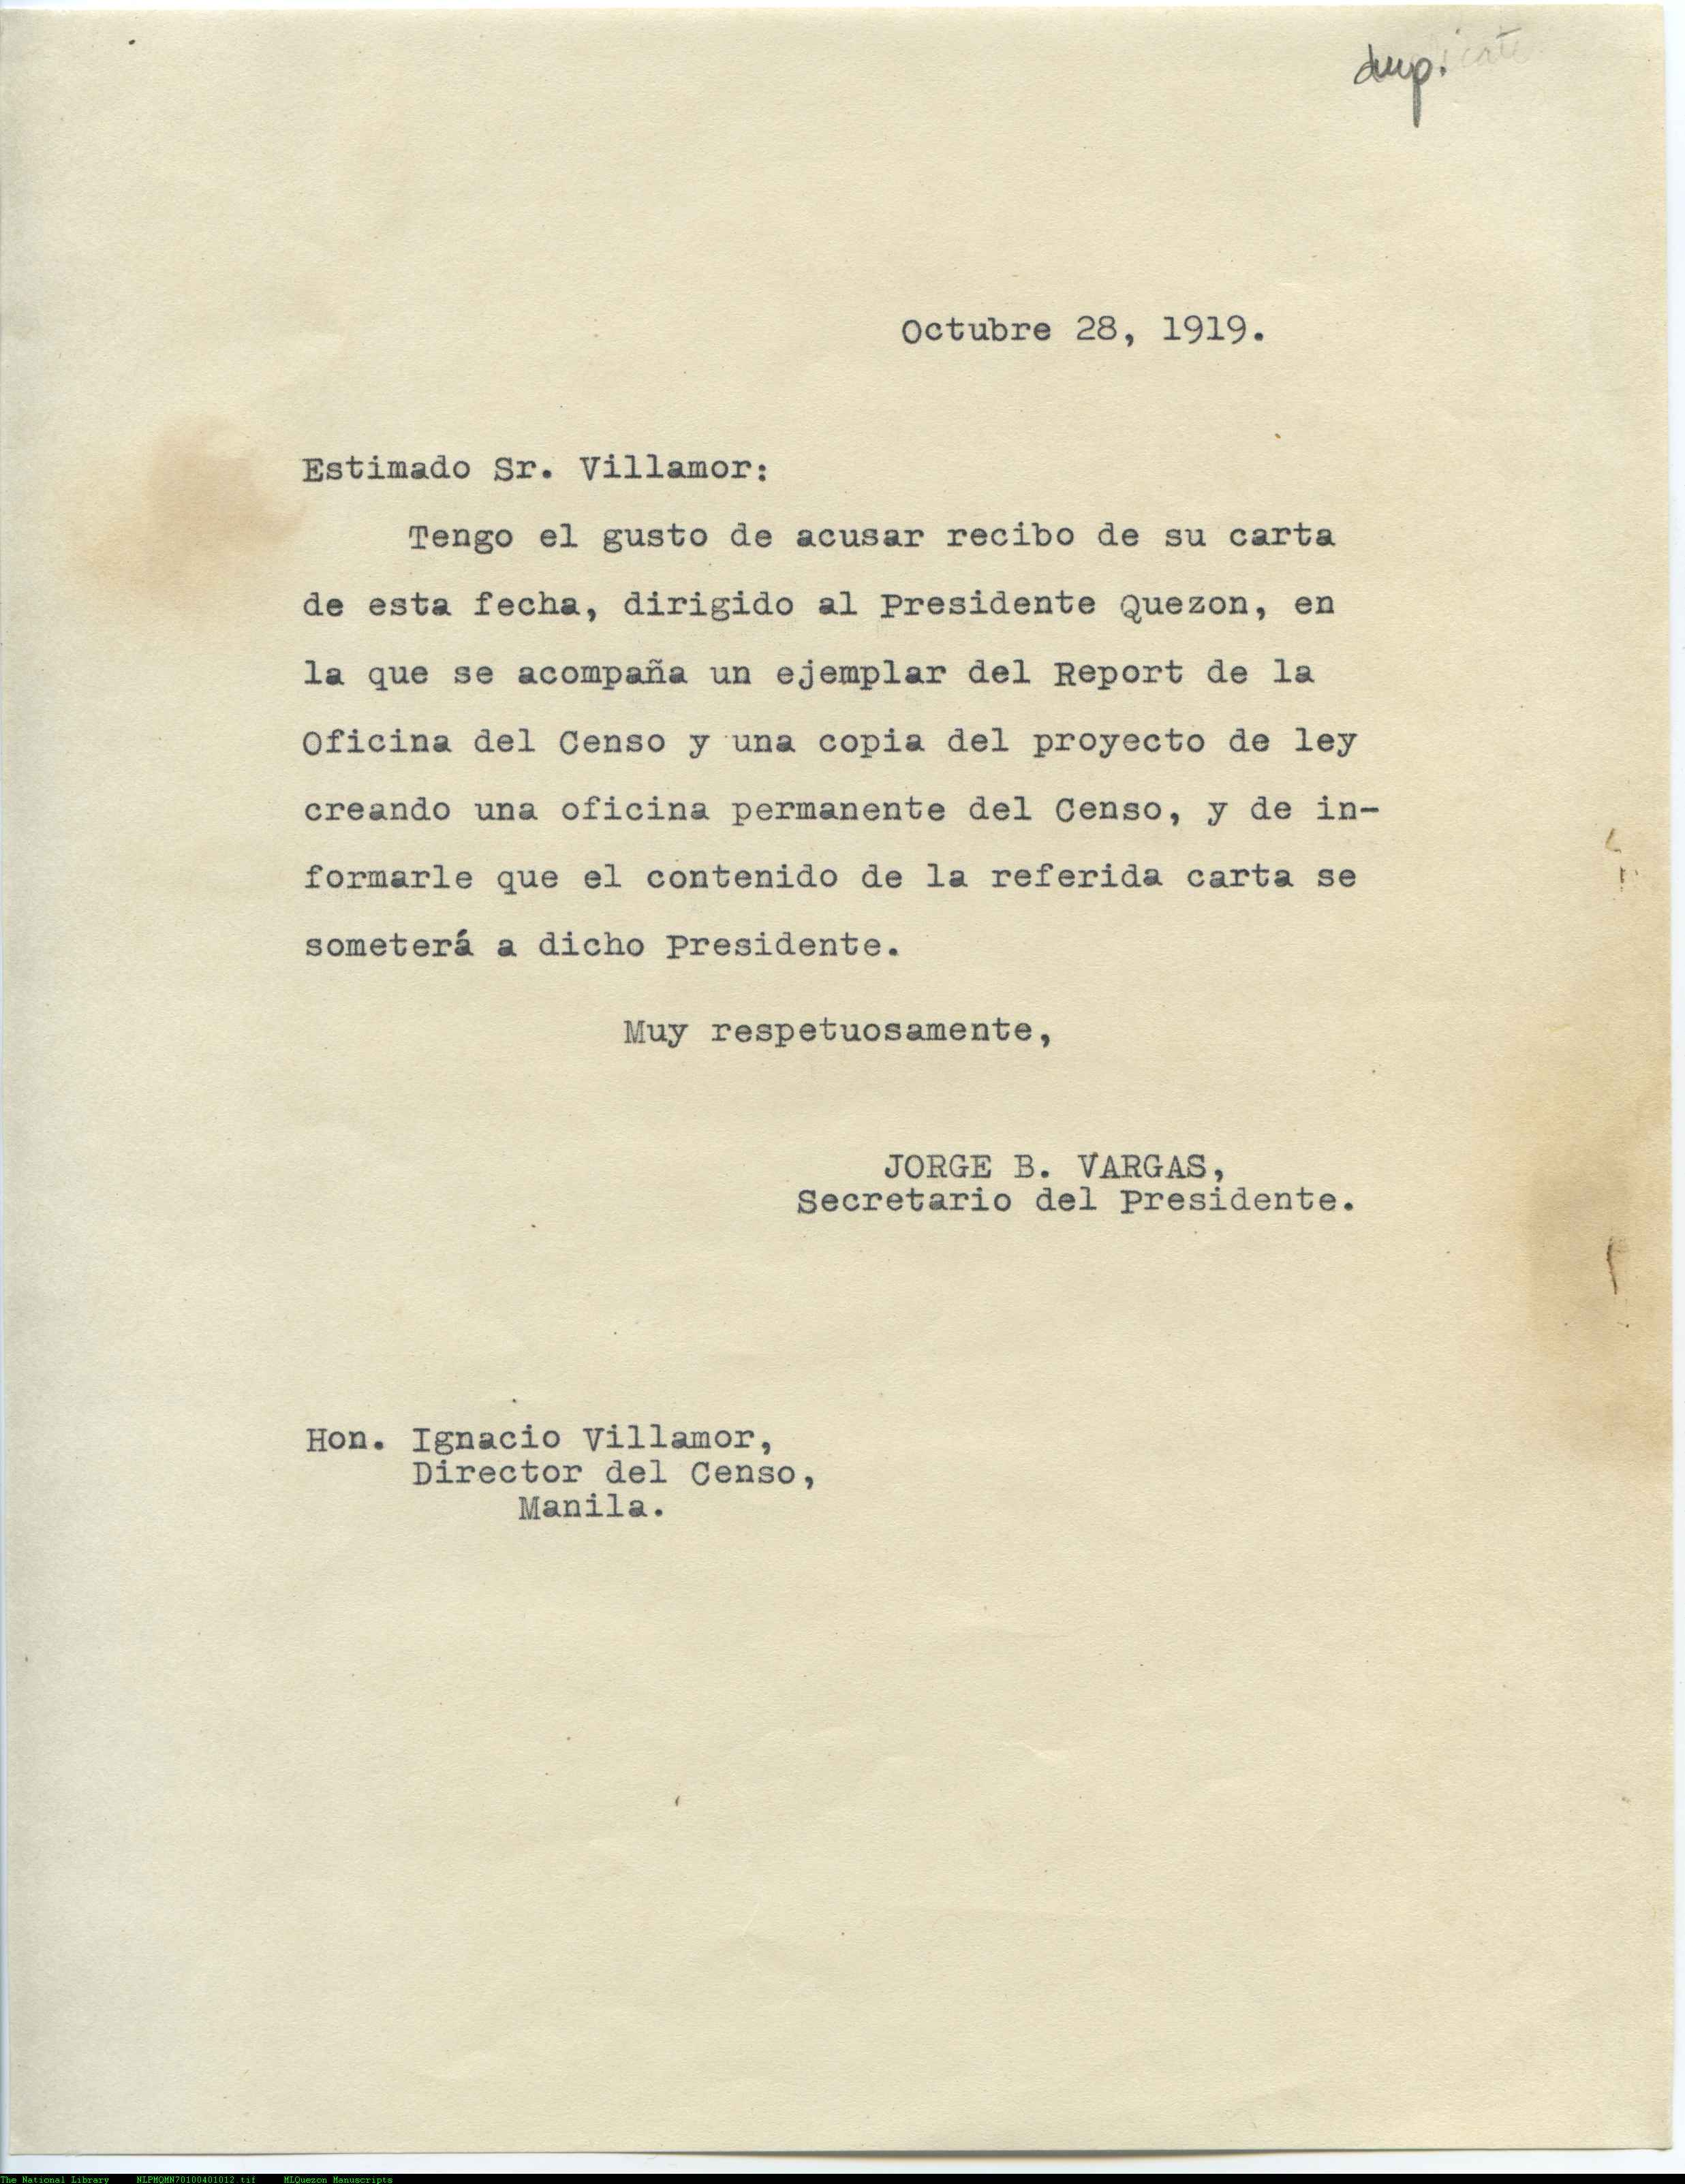 dup.
Octubre 28, 1919.
Estimado Sr. Villamor:
Tengo el gusto de acusar recibo de su carta
de esta fecha, dirigido al Presidente Quezon, en
la que se acompaña un ejemplar del Report de la
Oficina del Censo y una copia del proyecto de ley
creando una oficina permanente del Censo, y de in-
formarle que el contenido de la referida carta se
someterá a dicho Presidente.
Muy respetuosamente,
JORGE B. VARGAS,
Secretario del Presidente.
Hon. Ignacio Villamor,
Director del Censo,
Manila.
The National Library NLPMQMN70100401012.tif MLQuezon Manuscripts